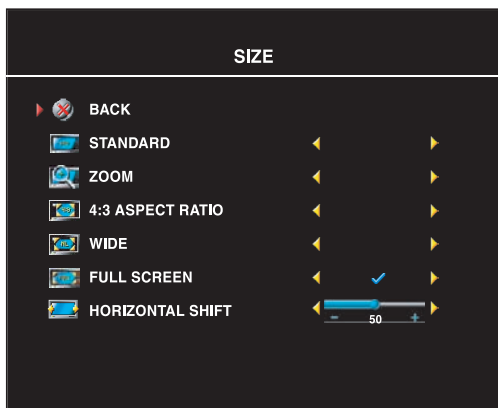 SIZE
BACK
STANDARD
ZOOM
4:3 ASPECT RATIO
WIDE
FULL SCREEN
HORIZONTAL SHIFT
- 50 +